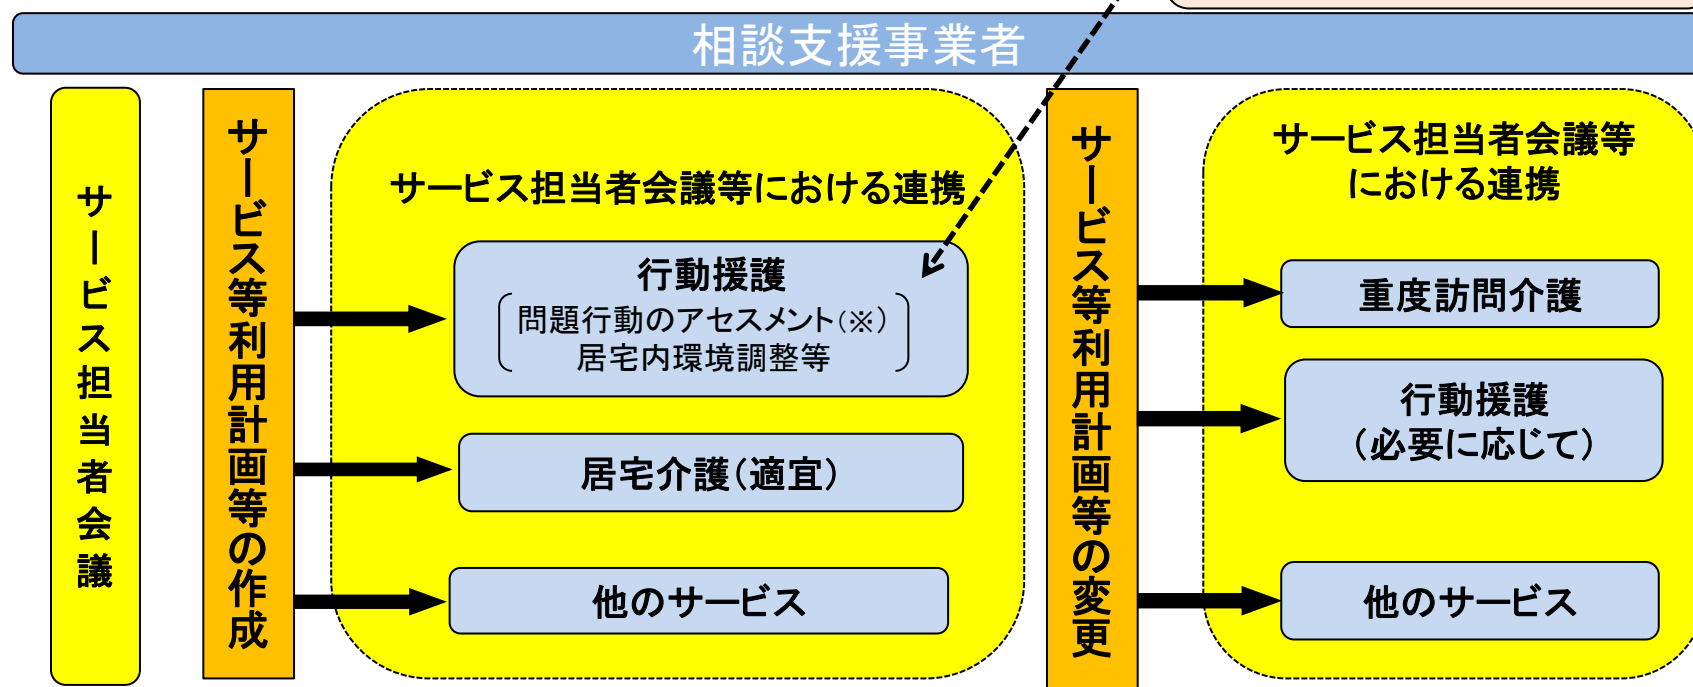 相談支援事業者
サービス担当者会議
サービス等利用計画等の作成
サービス担当者会議等における連携
行動援護
問題行動のアセスメント（※）
居宅内環境調整等
居宅介護（適宜）
他のサービス
サービス等利用計画等の変更
サービス担当者会議等
における連携
重度訪問介護
行動援護
（必要に応じて）
他のサービス